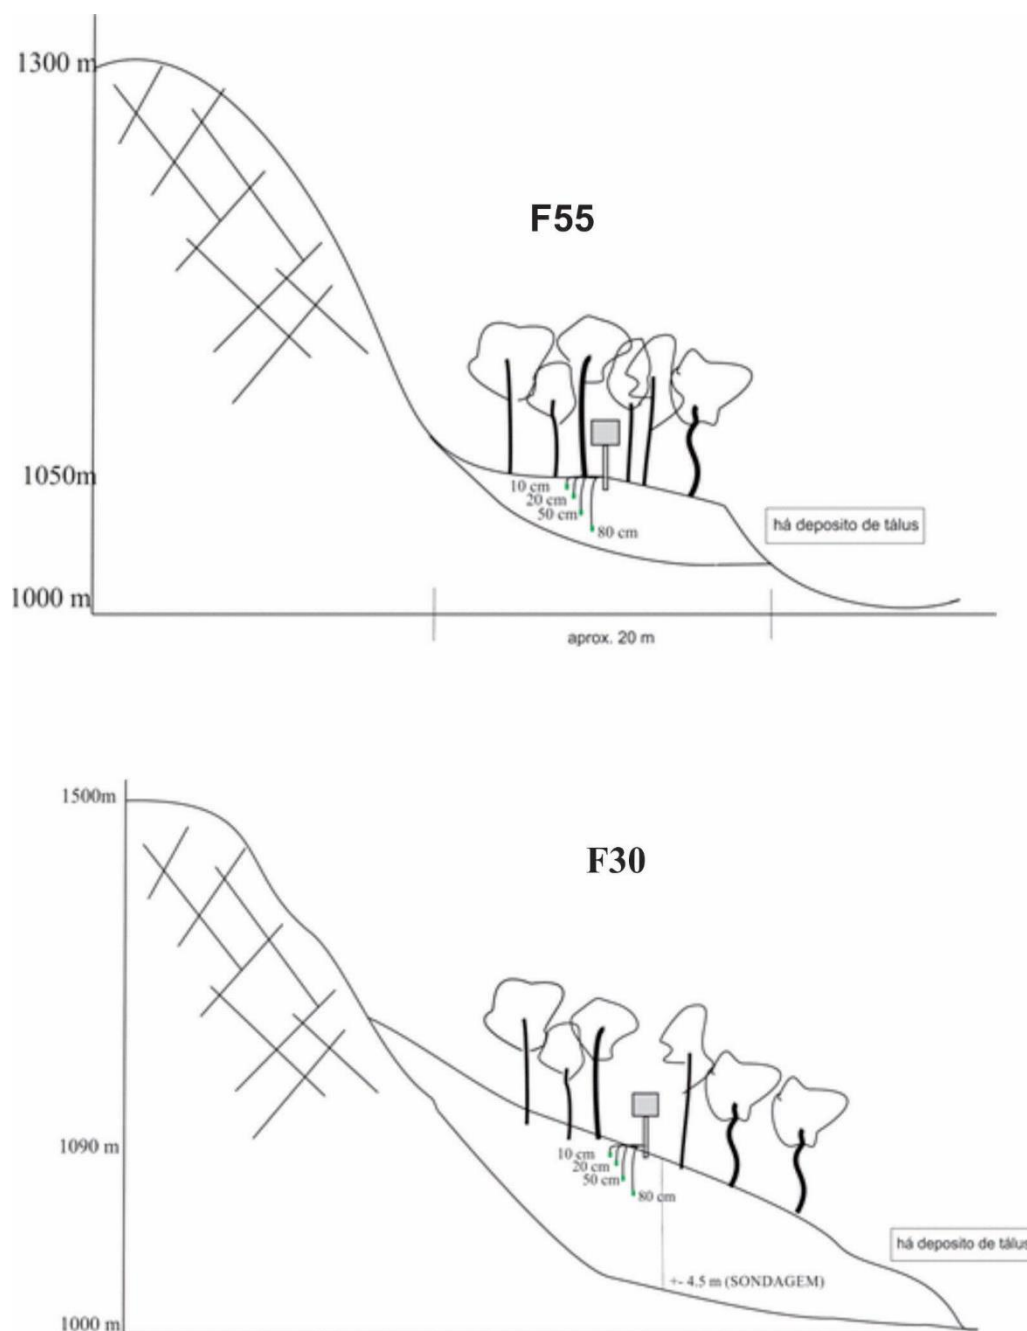 1300 m
F55
1050m
10 cm
20 cm
50 cm
80 cm
há deposito de tálus
1000 m
aprox. 20 m
1500m
F30
1090 m
10 cm
20 cm
50 cm
80 cm
há deposito de tálus
+- 4.5 m (SONDAGEM)
1000 m